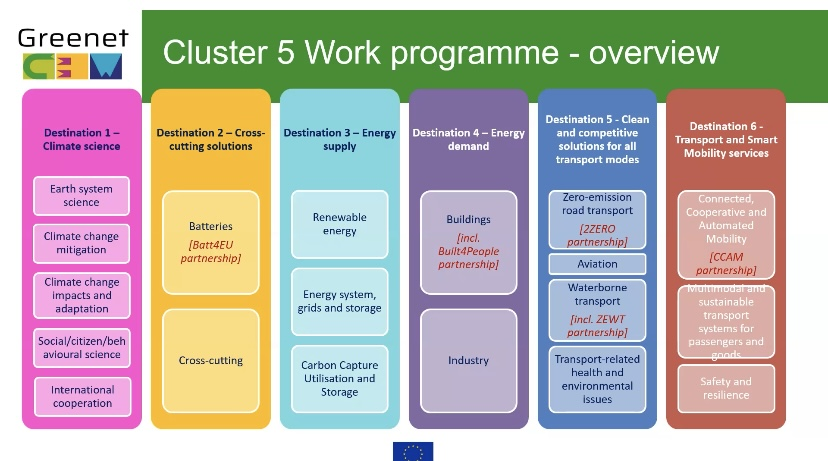 Greenet
Cluster 5 Work programme - overview
Destination 1 –
Climate science
Earth system
science
Climate change
mitigation
Climate change
impacts and
adaptation
Social/citizen/beh
avioural science
International
cooperation
Destination 2 – Cross-
cutting solutions
Batteries
[Batt4EU
partnership]
Cross-cutting
Destination 3 – Energy
supply
Renewable
energy
Energy system,
grids and storage
Carbon Capture
Utilisation and
Storage
Destination 4 – Energy
demand
Buildings
[incl.
Built4People
partnership]
Industry
Destination 5 - Clean
and competitive
solutions for all
transport modes
Zero-emission
road transport
[2ZERO
partnership]
Aviation
Waterborne
transport
[incl. ZEWT
partnership]
Transport-related
health and
environmental
issues
Destination 6 -
Transport and Smart
Mobility services
Connected,
Cooperative and
Automated
Mobility
[CCAM
partnership]
Multimodal and
sustainable
transport
systems for
passengers and
goods
Safety and
resilience